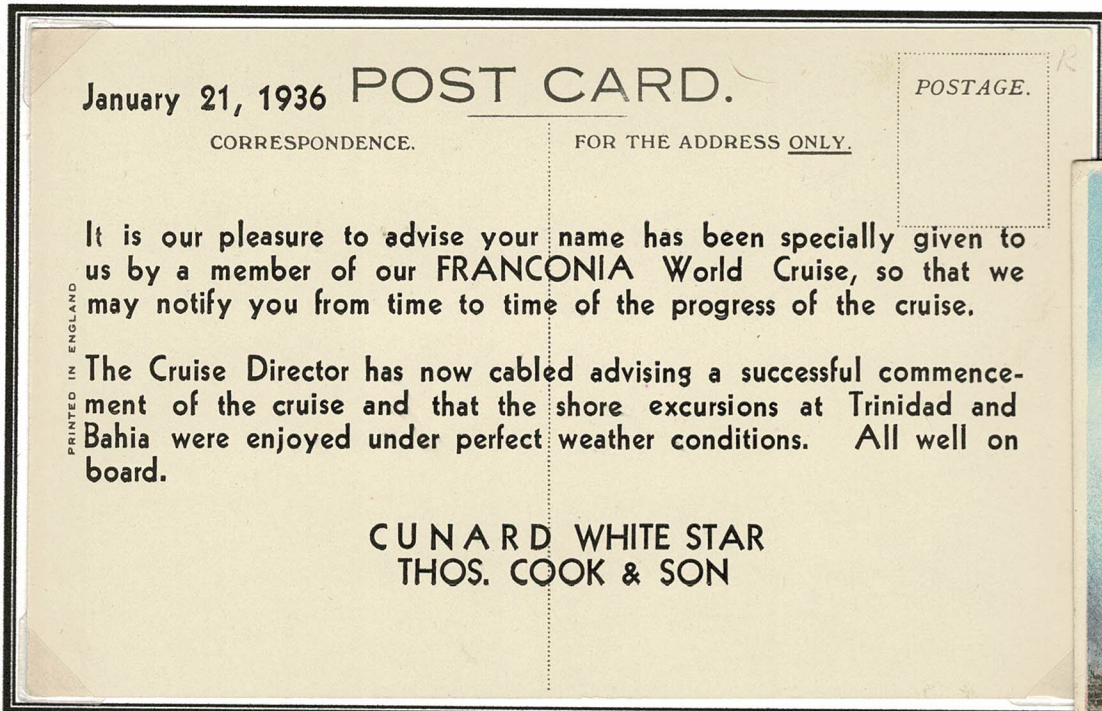 January 21, 1936
POST CARD.
POSTAGE.
R
CORRESPONDENCE.
FOR THE ADDRESS ONLY.
It is our pleasure to advise your name has been specially given to
us by a member of our FRANCONIA World Cruise, so that we
may notify you from time to time of the progress of the cruise.
PRINTED IN ENGLAND
The Cruise Director has now cabled advising a successful commence-
ment of the cruise and that the shore excursions at Trinidad and
Bahia were enjoyed under perfect weather conditions. All well on
board.
CUNARD WHITE STAR
THOS. COOK & SON